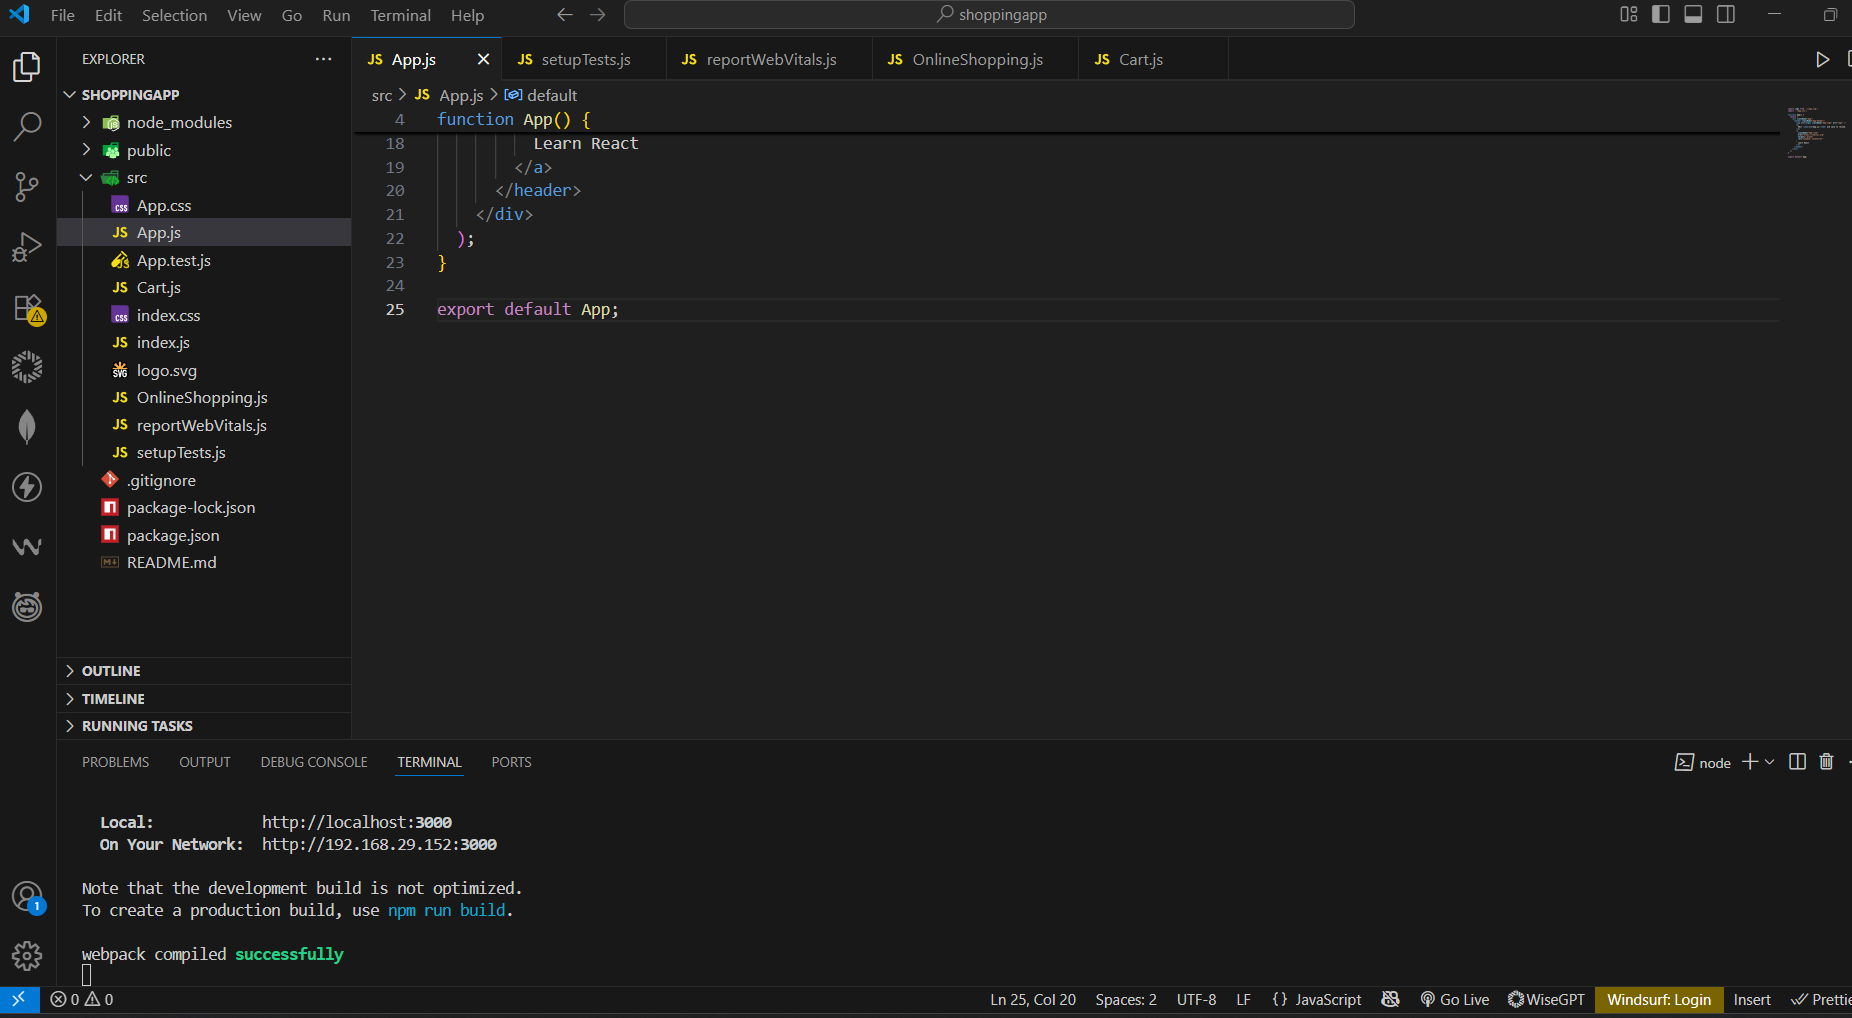 File Edit Selection View Go Run Terminal Help
shoppingapp
EXPLORER
SHOPPINGAPP
node_modules
public
src
App.css
App.js
App.test.js
Cart.js
index.css
index.js
logo.svg
OnlineShopping.js
reportWebVitals.js
setupTests.js
.gitignore
package-lock.json
package.json
README.md
OUTLINE
TIMELINE
RUNNING TASKS
JS App.js JS setupTests.js JS reportWebVitals.js JS OnlineShopping.js JS Cart.js
src > JS App.js > default
4 function App() {
18 Learn React
19 </a>
20 </header>
21 </div>
22 );
23 }
24
25 export default App;
PROBLEMS OUTPUT DEBUG CONSOLE TERMINAL PORTS
node
Local: http://localhost:3000
On Your Network: http://192.168.29.152:3000
Note that the development build is not optimized.
To create a production build, use npm run build.
webpack compiled successfully
1
0 0 Ln 25, Col 20 Spaces: 2 UTF-8 LF {} JavaScript Go Live WiseGPT Windsurf: Login Insert Prettie